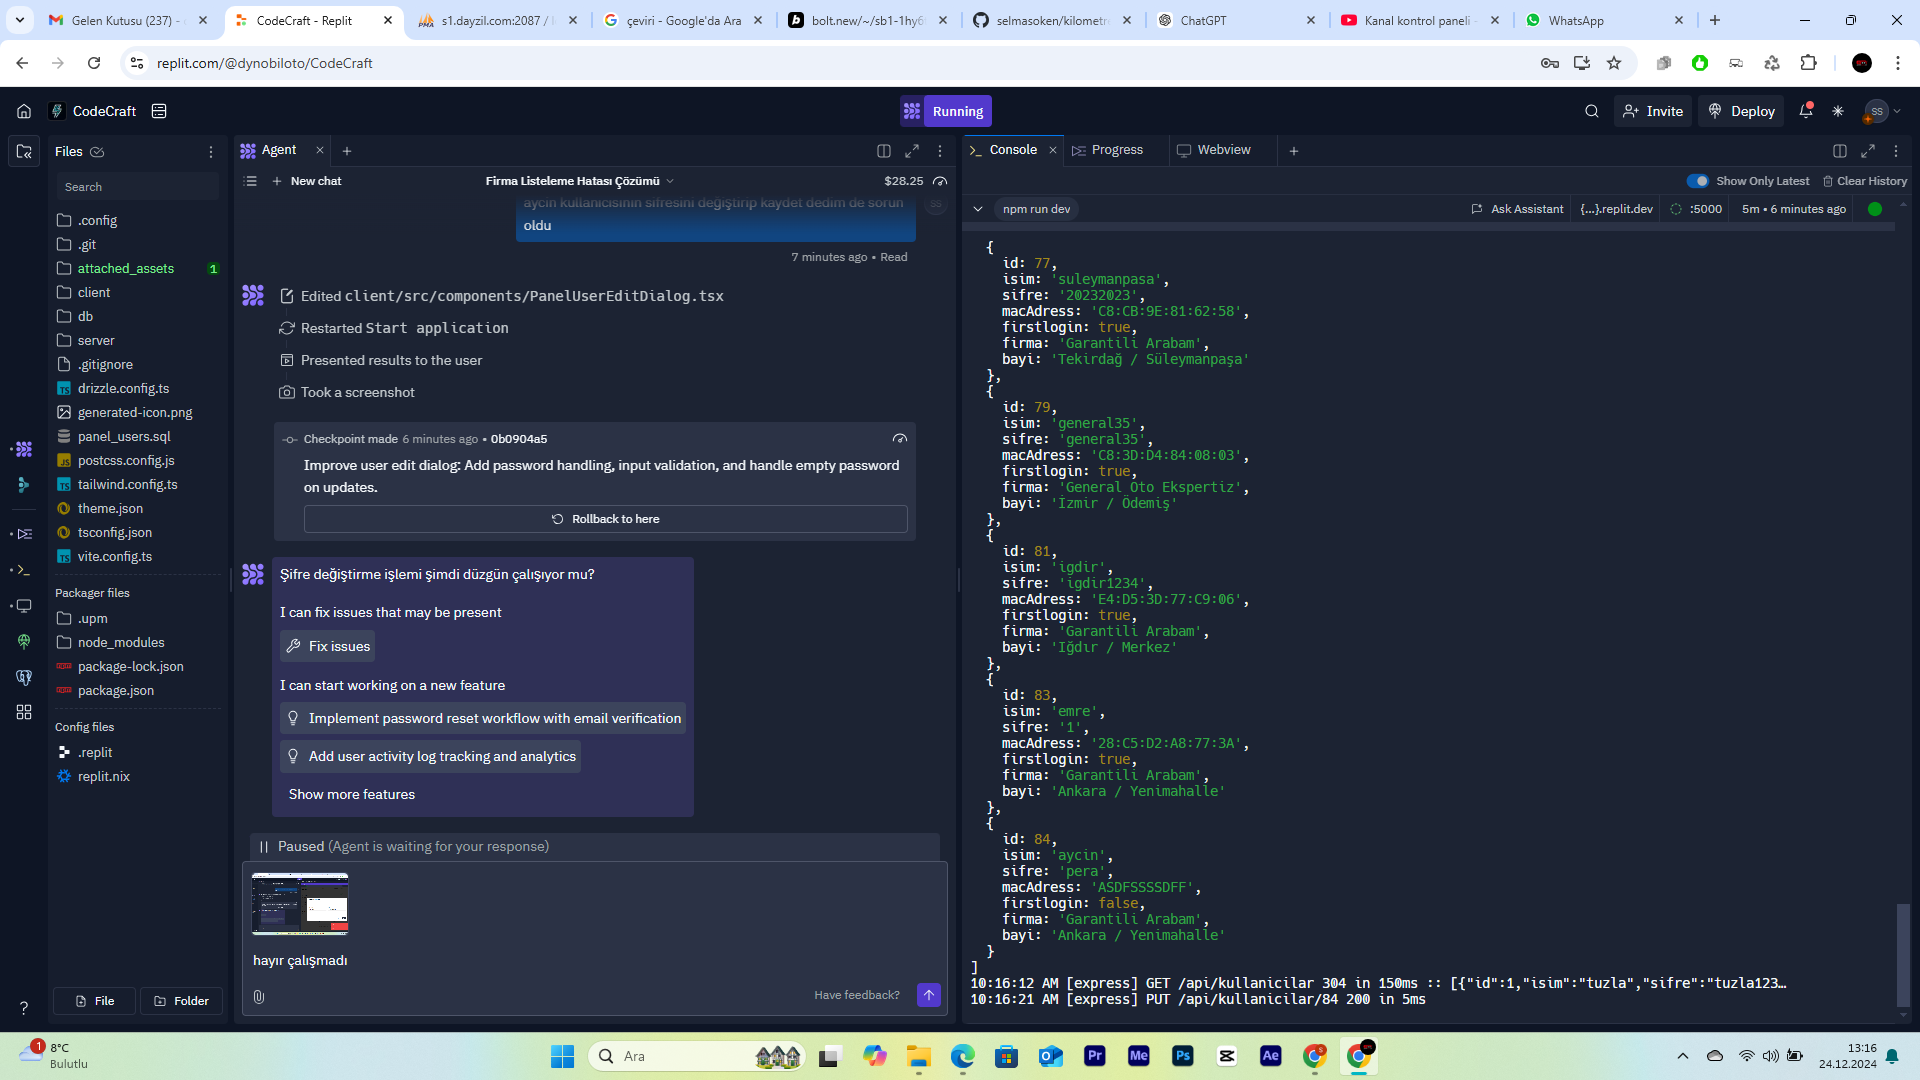 Gelen Kutusu (237) -
CodeCraft - Replit
s1.dayzil.com:2087 /
çeviri - Google'da Ara
bolt.new/~/sb1-1hy6
selmasoken/kilometre
ChatGPT
Kanal kontrol paneli -
WhatsApp
replit.com/@dynobiloto/CodeCraft
CodeCraft
Running
Invite
Deploy
SS
Files
Search
.config
.git
attached_assets 1
client
db
server
.gitignore
drizzle.config.ts
generated-icon.png
panel_users.sql
postcss.config.js
tailwind.config.ts
theme.json
tsconfig.json
vite.config.ts
Packager files
.upm
node_modules
package-lock.json
package.json
Config files
.replit
replit.nix
File
Folder
Agent
New chat
Firma Listeleme Hatası Çözümü
$28.25
aycin kullanicisinin sifresini değiştirip kaydet dedim de sorun
oldu
SS
7 minutes ago • Read
Edited client/src/components/PanelUserEditDialog.tsx
Restarted Start application
Presented results to the user
Took a screenshot
Checkpoint made 6 minutes ago • 0b0904a5
Improve user edit dialog: Add password handling, input validation, and handle empty password
on updates.
Rollback to here
Şifre değiştirme işlemi şimdi düzgün çalışıyor mu?
I can fix issues that may be present
Fix issues
I can start working on a new feature
Implement password reset workflow with email verification
Add user activity log tracking and analytics
Show more features
Paused (Agent is waiting for your response)
hayır çalışmadı
Have feedback?
Console
Progress
Webview
Show Only Latest
Clear History
npm run dev
Ask Assistant
{...}.replit.dev
:5000
5m • 6 minutes ago
{
id: 77,
isim: 'suleymanpasa',
sifre: '20232023',
macAdress: 'C8:CB:9E:81:62:58',
firstlogin: true,
firma: 'Garantili Arabam',
bayi: 'Tekirdağ / Süleymanpaşa'
},
{
id: 79,
isim: 'general35',
sifre: 'general35',
macAdress: 'C8:3D:D4:84:08:03',
firstlogin: true,
firma: 'General Oto Ekspertiz',
bayi: 'İzmir / Ödemiş'
},
{
id: 81,
isim: 'igdir',
sifre: 'igdir1234',
macAdress: 'E4:D5:3D:77:C9:06',
firstlogin: true,
firma: 'Garantili Arabam',
bayi: 'Iğdır / Merkez'
},
{
id: 83,
isim: 'emre',
sifre: '1',
macAdress: '28:C5:D2:A8:77:3A',
firstlogin: true,
firma: 'Garantili Arabam',
bayi: 'Ankara / Yenimahalle'
},
{
id: 84,
isim: 'aycin',
sifre: 'pera',
macAdress: 'ASDFSSSSDFF',
firstlogin: false,
firma: 'Garantili Arabam',
bayi: 'Ankara / Yenimahalle'
}
]
10:16:12 AM [express] GET /api/kullanicilar 304 in 150ms :: [{"id":1,"isim":"tuzla","sifre":"tuzla123…
10:16:21 AM [express] PUT /api/kullanicilar/84 200 in 5ms
1
8°C
Bulutlu
Ara
13:16
24.12.2024